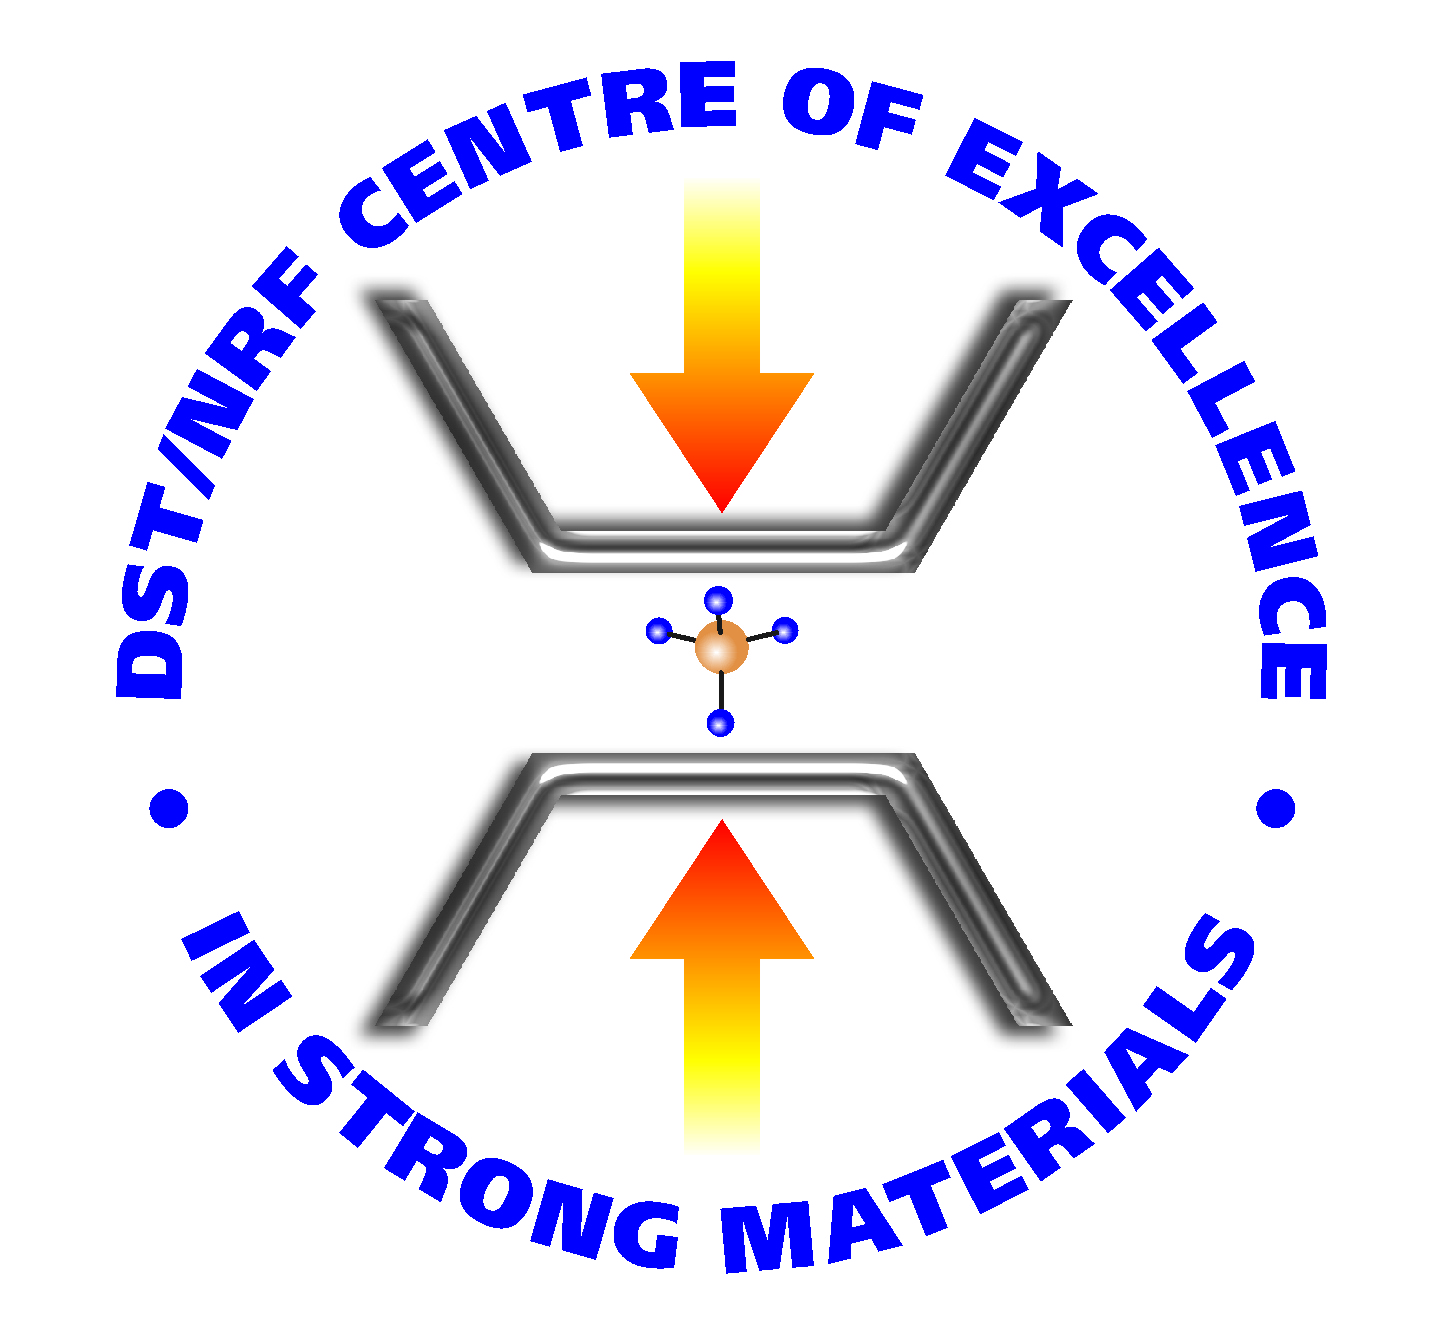 DST/NRF CENTRE OF EXCELLENCE
• IN STRONG MATERIALS •